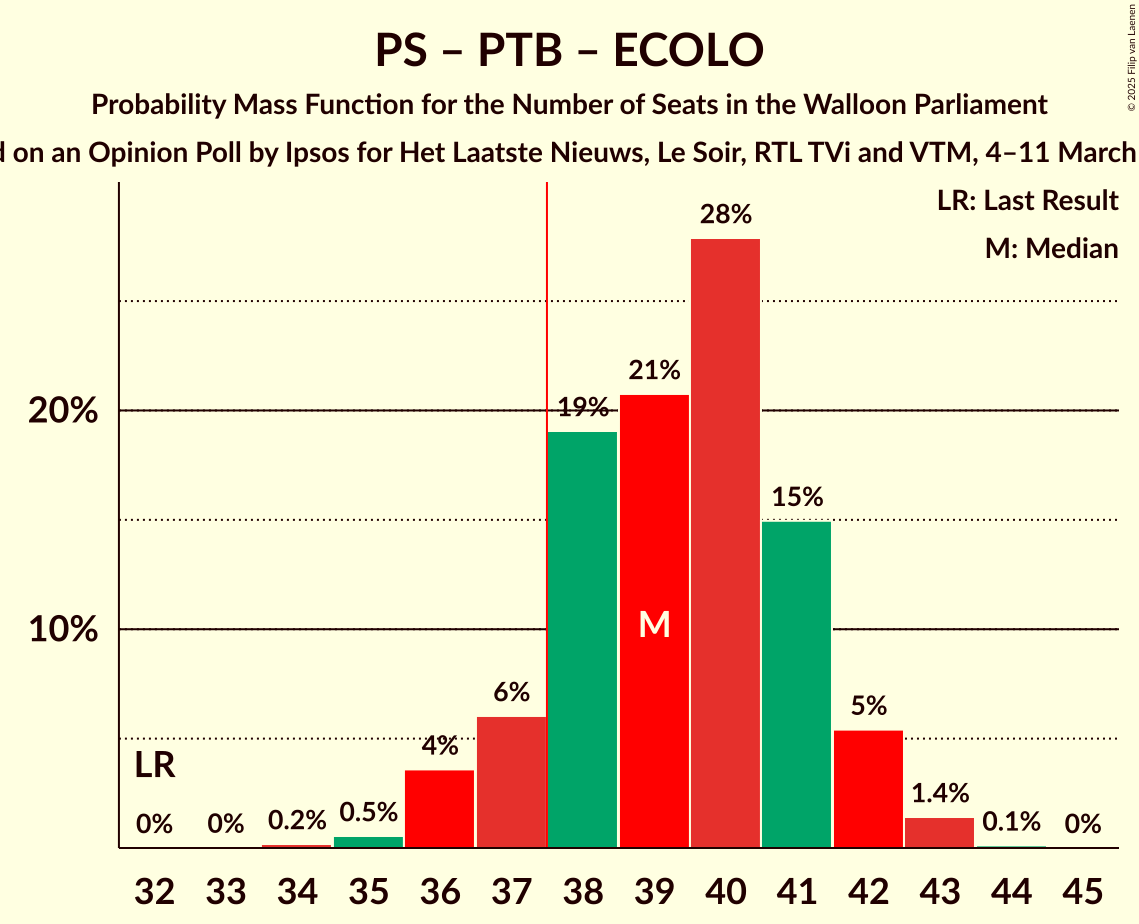 PS – PTB – ECOLO
Probability Mass Function for the Number of Seats in the Walloon Parliament
on an Opinion Poll by Ipsos for Het Laatste Nieuws, Le Soir, RTL TVi and VTM, 4–11 March
© 2025 Filip van Laenen
LR: Last Result
M: Median
28%
21%
20%
19%
15%
M
10%
6%
5%
4%
LR
0% 0% 0.2% 0.5% 1.4% 0.1% 0%
32 33 34 35 36 37 38 39 40 41 42 43 44 45